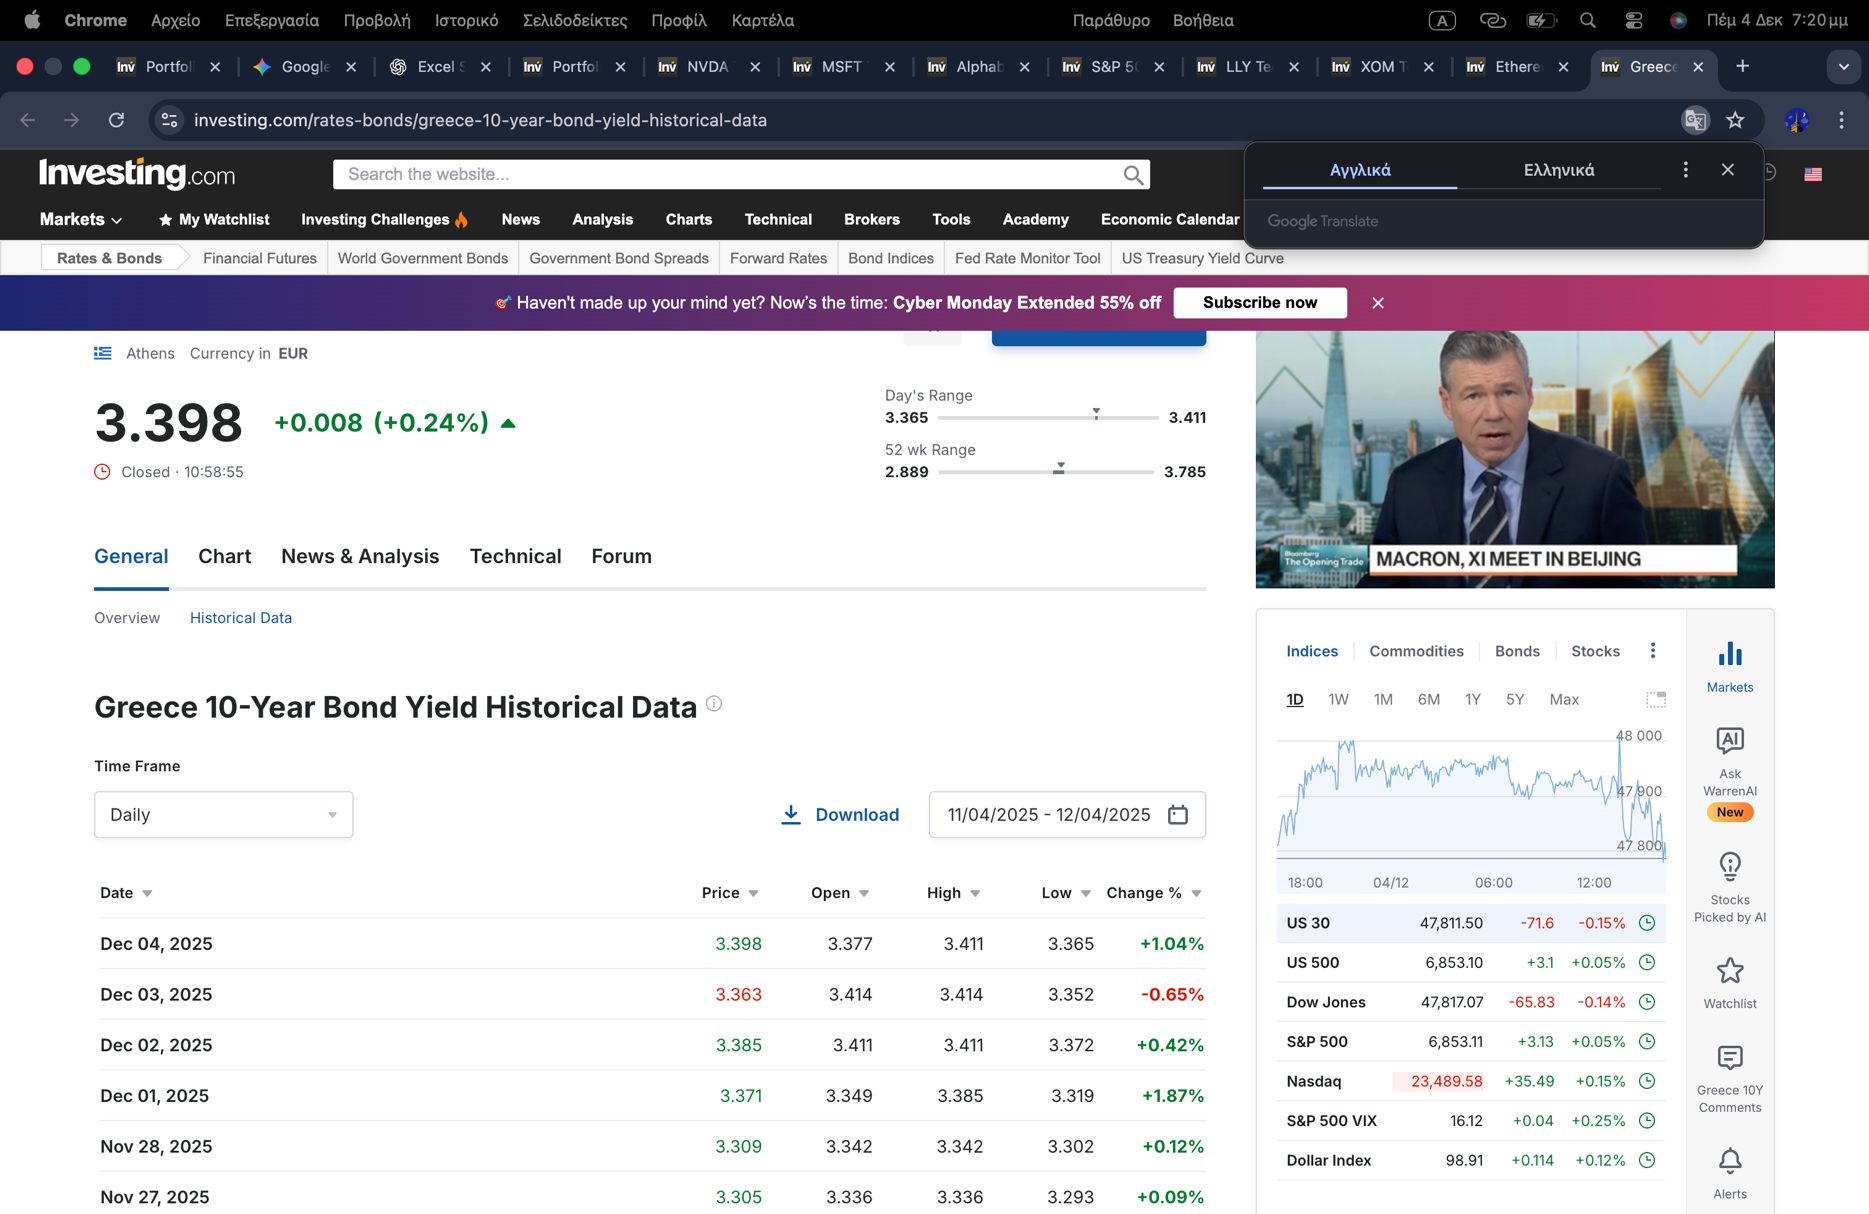 Chrome Αρχείο Επεξεργασία Προβολή Ιστορικό Σελιδοδείκτες Προφίλ Καρτέλα Παράθυρο Βοήθεια A Πέμ 4 Δεκ 7:20 μμ
Inv Portfol Google Excel S Inv Portfol Inv NVDA Inv MSFT Inv Alphab Inv S&P 50 Inv LLY Te Inv XOM T Inv Ethere Inv Greece
investing.com/rates-bonds/greece-10-year-bond-yield-historical-data
Investing.com
Search the website...
Αγγλικά Ελληνικά
Google Translate
Markets My Watchlist Investing Challenges News Analysis Charts Technical Brokers Tools Academy Economic Calendar
Rates & Bonds Financial Futures World Government Bonds Government Bond Spreads Forward Rates Bond Indices Fed Rate Monitor Tool US Treasury Yield Curve
Haven't made up your mind yet? Now's the time: Cyber Monday Extended 55% off Subscribe now
Athens Currency in EUR
3.398 +0.008 (+0.24%)
Closed · 10:58:55
Day's Range
3.365 3.411
52 wk Range
2.889 3.785
Bloomberg
The Opening Trade
MACRON, XI MEET IN BEIJING
General Chart News & Analysis Technical Forum
Overview Historical Data
Greece 10-Year Bond Yield Historical Data
Time Frame
Daily
Download
11/04/2025 - 12/04/2025
Date Price Open High Low Change %
Dec 04, 2025 3.398 3.377 3.411 3.365 +1.04%
Dec 03, 2025 3.363 3.414 3.414 3.352 -0.65%
Dec 02, 2025 3.385 3.411 3.411 3.372 +0.42%
Dec 01, 2025 3.371 3.349 3.385 3.319 +1.87%
Nov 28, 2025 3.309 3.342 3.342 3.302 +0.12%
Nov 27, 2025 3.305 3.336 3.336 3.293 +0.09%
Indices Commodities Bonds Stocks
1D 1W 1M 6M 1Y 5Y Max
48 000
47 900
47 800
18:00 04/12 06:00 12:00
US 30 47,811.50 -71.6 -0.15%
US 500 6,853.10 +3.1 +0.05%
Dow Jones 47,817.07 -65.83 -0.14%
S&P 500 6,853.11 +3.13 +0.05%
Nasdaq 23,489.58 +35.49 +0.15%
S&P 500 VIX 16.12 +0.04 +0.25%
Dollar Index 98.91 +0.114 +0.12%
Markets
AI
Ask
WarrenAI
New
Stocks
Picked by AI
Watchlist
Greece 10Y
Comments
Alerts